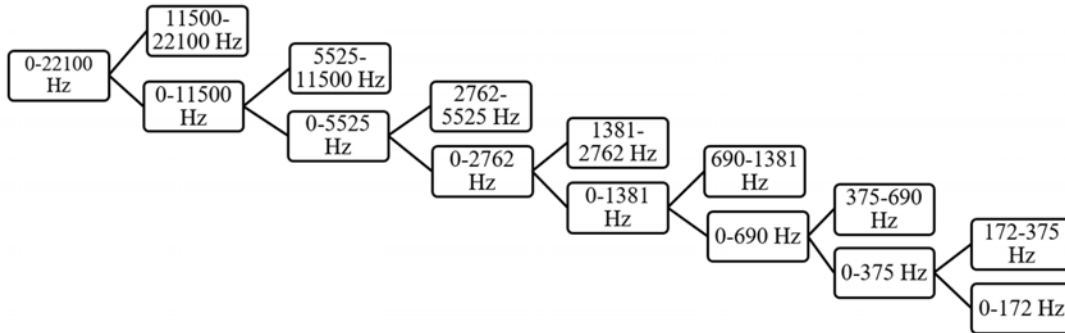 0-22100
Hz
11500-
22100 Hz
0-11500
Hz
5525-
11500 Hz
0-5525
Hz
2762-
5525 Hz
0-2762
Hz
1381-
2762 Hz
0-1381
Hz
690-1381
Hz
0-690 Hz
375-690
Hz
0-375 Hz
172-375
Hz
0-172 Hz